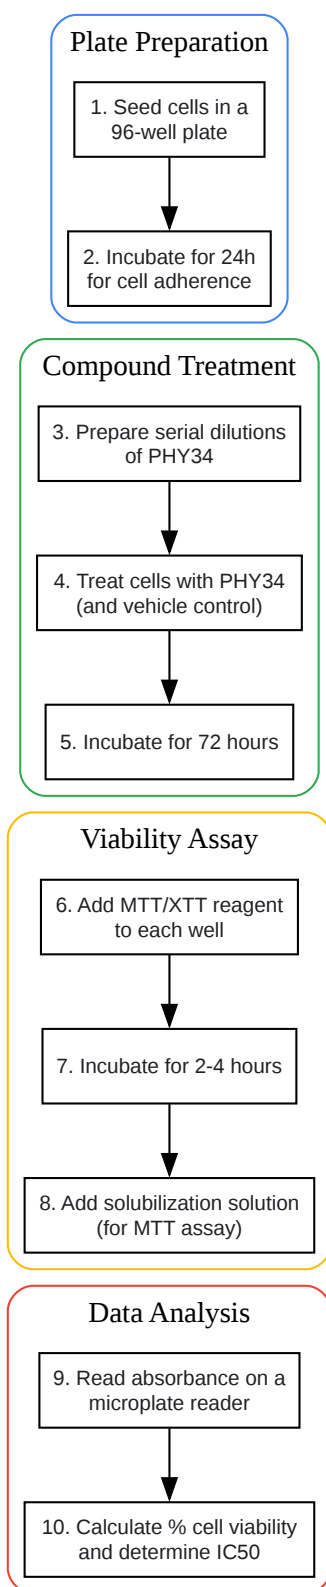 Plate Preparation
1. Seed cells in a
96-well plate
2. Incubate for 24h
for cell adherence
Compound Treatment
3. Prepare serial dilutions
of PHY34
4. Treat cells with PHY34
(and vehicle control)
5. Incubate for 72 hours
Viability Assay
6. Add MTT/XTT reagent
to each well
7. Incubate for 2-4 hours
8. Add solubilization solution
(for MTT assay)
Data Analysis
9. Read absorbance on a
microplate reader
10. Calculate % cell viability
and determine IC50